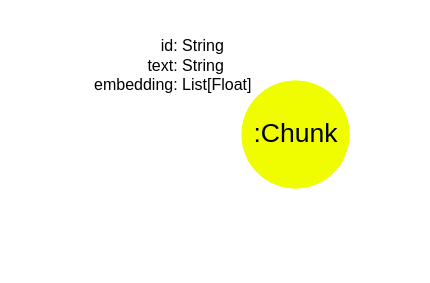 id: String
text: String
embedding: List[Float]
:Chunk